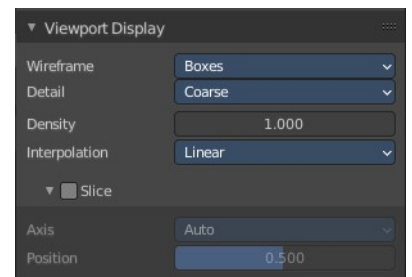 Viewport Display
Wireframe Boxes
Detail Coarse
Density 1.000
Interpolation Linear
Slice
Axis Auto
Position 0.500